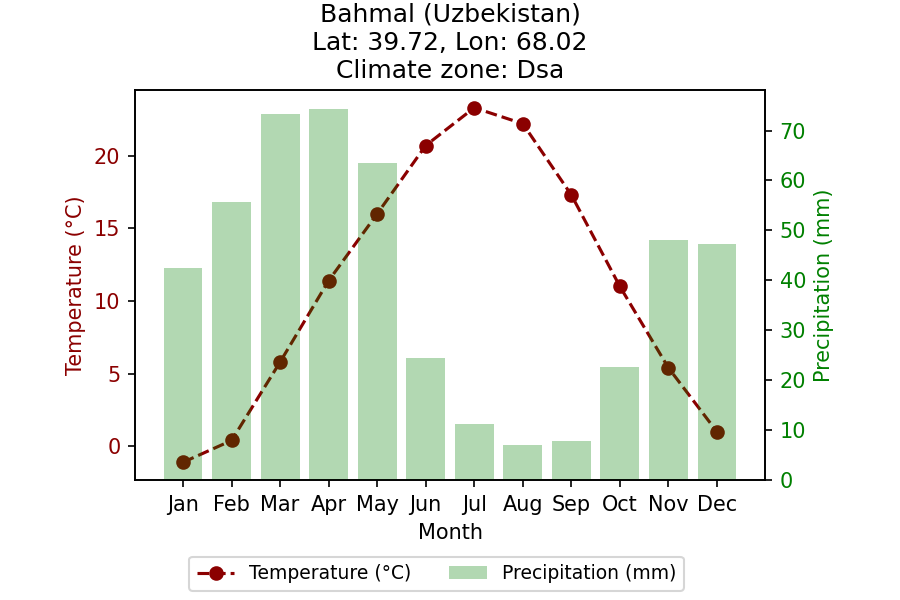 Bahmal (Uzbekistan)
Lat: 39.72, Lon: 68.02
Climate zone: Dsa
Temperature (°C)
20
15
10
5
0
Precipitation (mm)
70
60
50
40
30
20
10
0
Jan Feb Mar Apr May Jun Jul Aug Sep Oct Nov Dec
Month
Temperature (°C) Precipitation (mm)